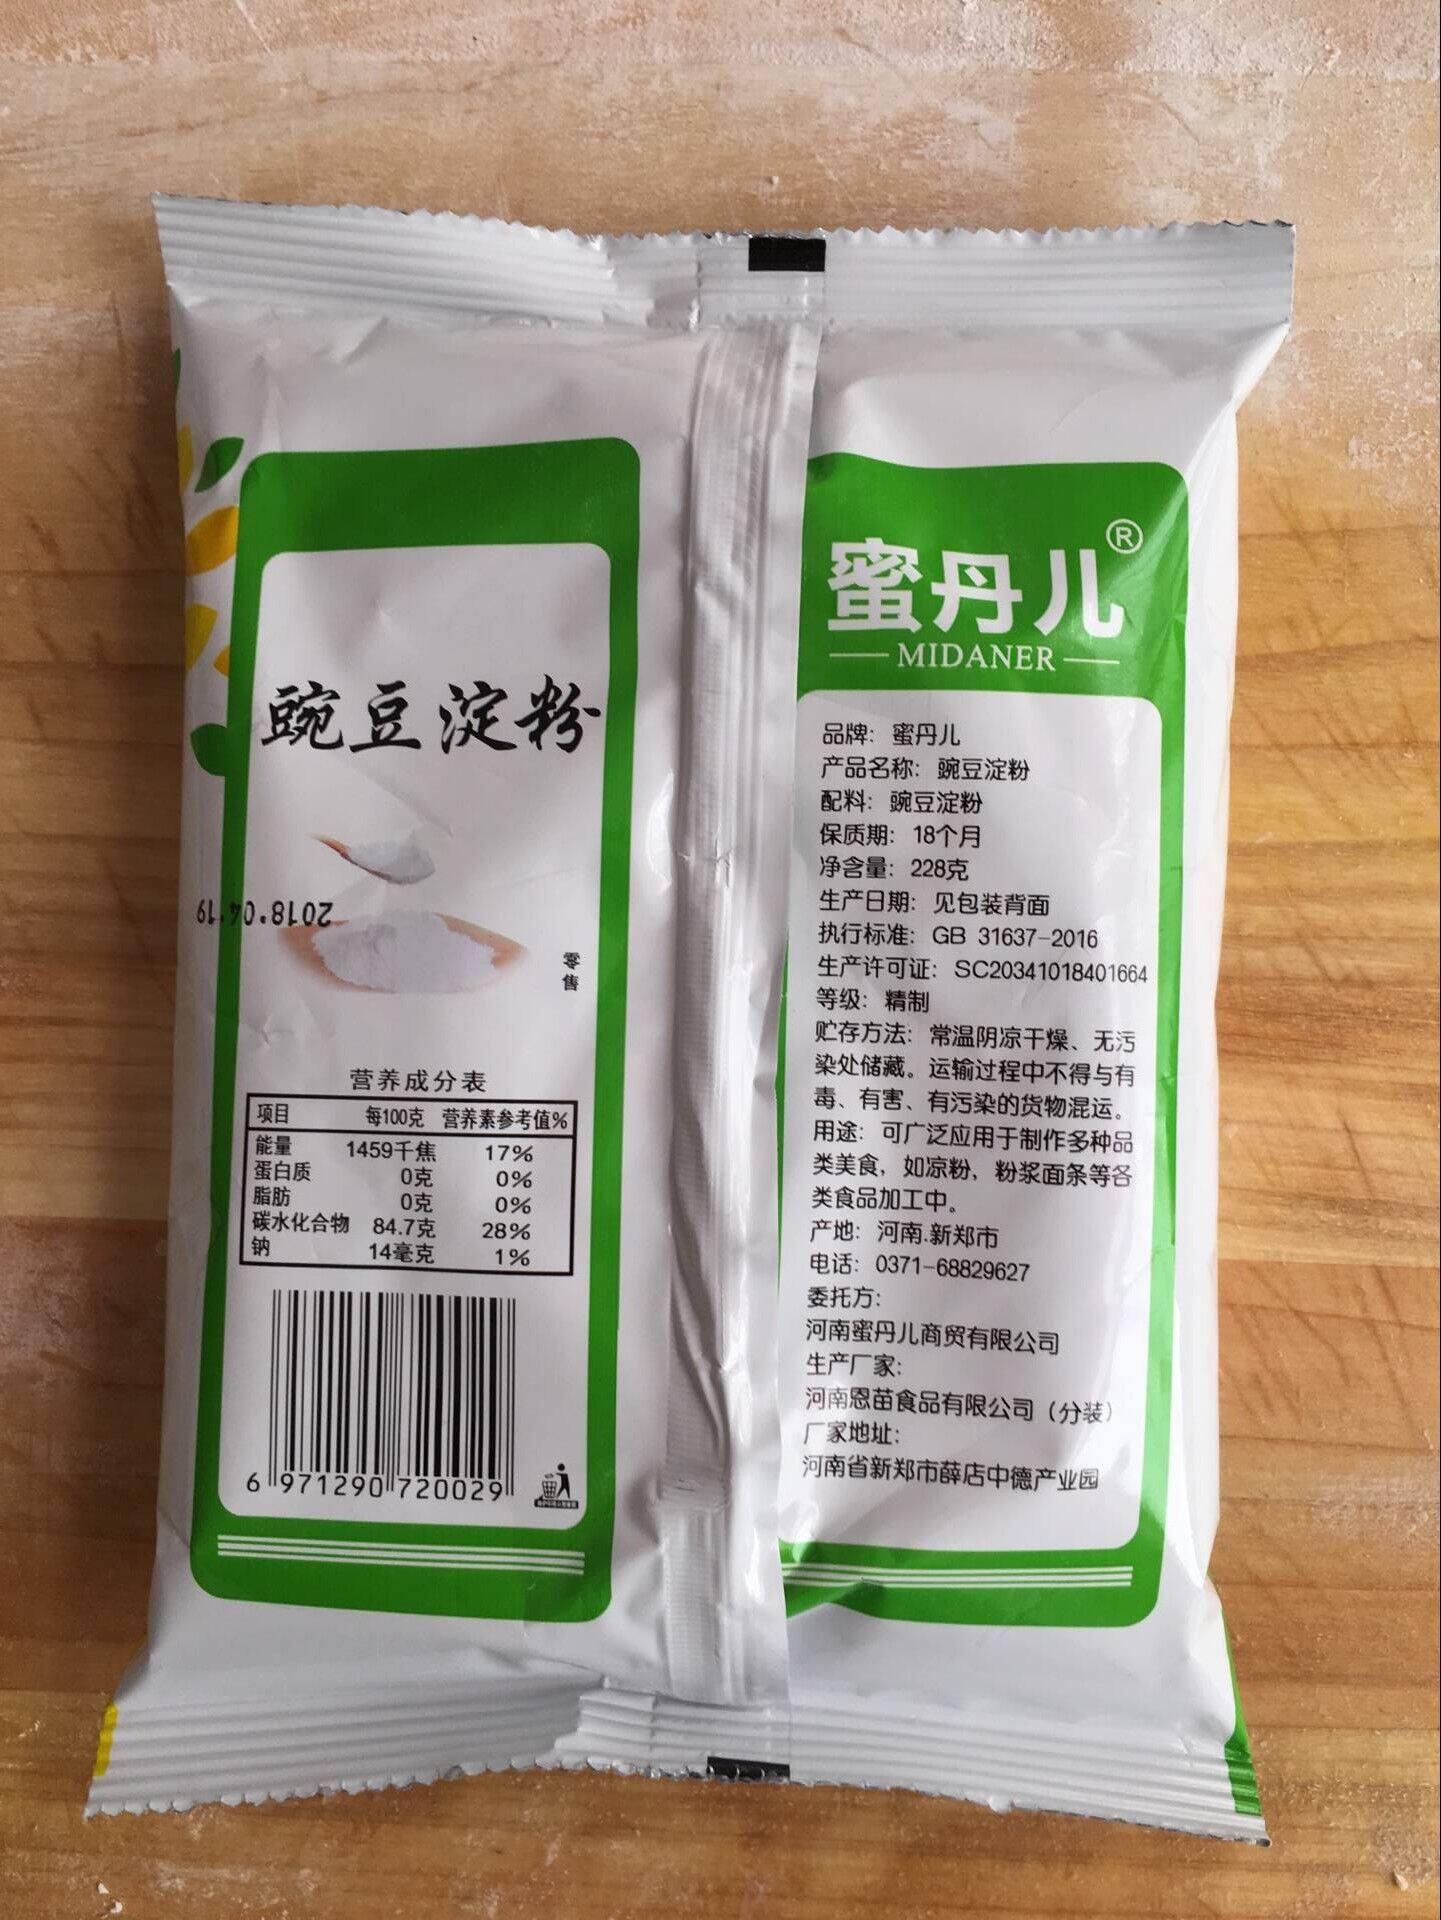 豌豆淀粉
2018.04.19
零售
营养成分表
项目 每100克 营养素参考值%
能量 1459千焦 17%
蛋白质 0克 0%
脂肪 0克 0%
碳水化合物 84.7克 28%
钠 14毫克 1%
6 971290 720029
蜜丹儿®
MIDANER
品牌：蜜丹儿
产品名称：豌豆淀粉
配料：豌豆淀粉
保质期：18个月
净含量：228克
生产日期：见包装背面
执行标准：GB 31637-2016
生产许可证：SC20341018401664
等级：精制
贮存方法：常温阴凉干燥、无污
染处储藏。运输过程中不得与有
毒、有害、有污染的货物混运。
用途：可广泛应用于制作多种品
类美食，如凉粉，粉浆面条等各
类食品加工中。
产地：河南.新郑市
电话：0371-68829627
委托方：
河南蜜丹儿商贸有限公司
生产厂家：
河南恩苗食品有限公司（分装）
厂家地址：
河南省新郑市薛店中德产业园